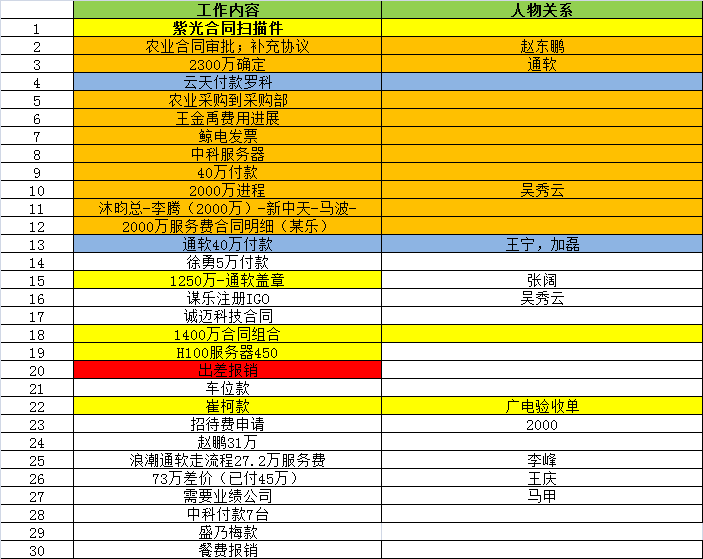 工作内容 人物关系
1 紫光合同扫描件
2 农业合同审批；补充协议 赵东鹏
3 2300万确定 通软
4 云天付款罗科
5 农业采购到采购部
6 王金禹费用进展
7 鲸电发票
8 中科服务器
9 40万付款
10 2000万进程 吴秀云
11 沐昀总-李腾（2000万）-新中天-马波-
12 2000万服务费合同明细（某乐）
13 通软40万付款 王宁，加磊
14 徐勇5万付款
15 1250万-通软盖章 张阔
16 谋乐注册IGO 吴秀云
17 诚迈科技合同
18 1400万合同组合
19 H100服务器450
20 出差报销
21 车位款
22 崔柯款 广电验收单
23 招待费申请 2000
24 赵鹏31万
25 浪潮通软走流程27.2万服务费 李峰
26 73万差价（已付45万） 王庆
27 需要业绩公司 马甲
28 中科付款7台
29 盛乃梅款
30 餐费报销